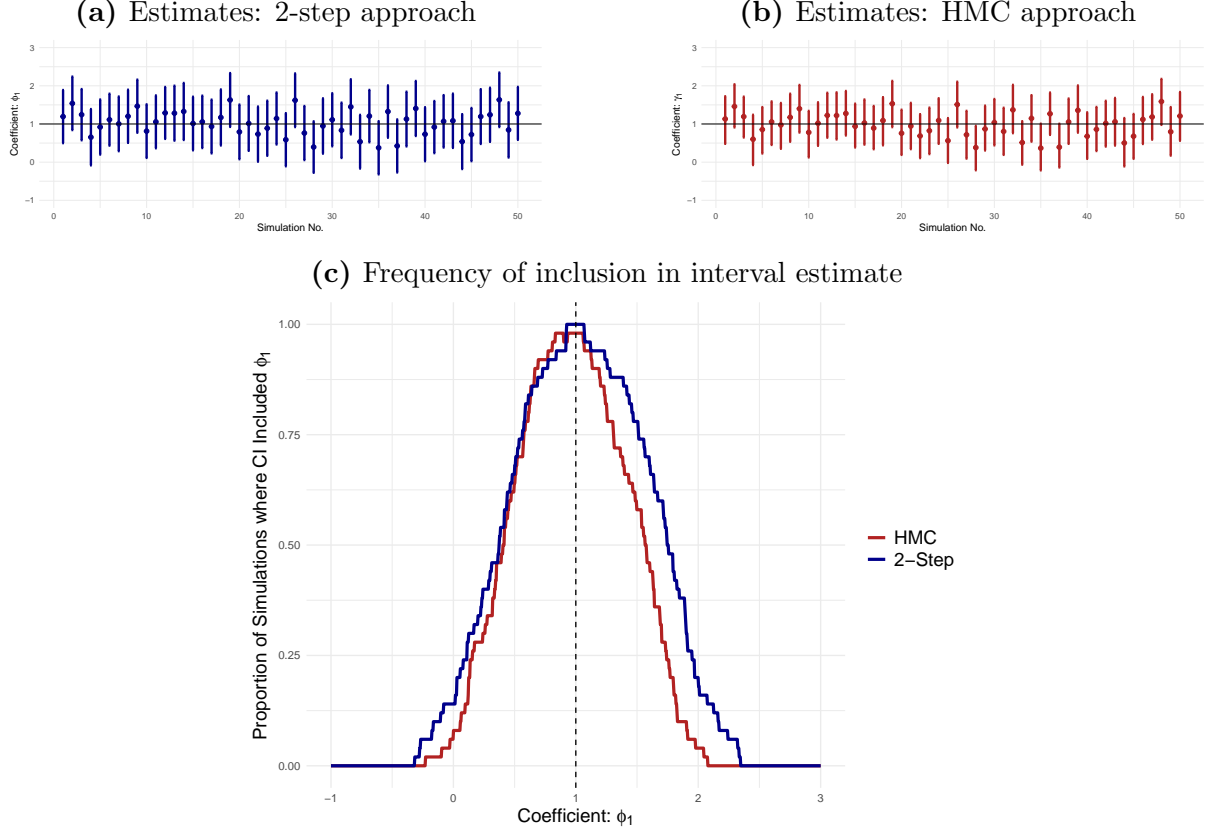 (a) Estimates: 2-step approach
3
2
1
0
−1
Coefficient: ϕ1
0 10 20 30 40 50
Simulation No.
(b) Estimates: HMC approach
3
2
1
0
−1
Coefficient: γ1
0 10 20 30 40 50
Simulation No.
(c) Frequency of inclusion in interval estimate
1.00
0.75
0.50
0.25
0.00
Proportion of Simulations where CI Included ϕ1
−1 0 1 2 3
Coefficient: ϕ1
HMC
2−Step